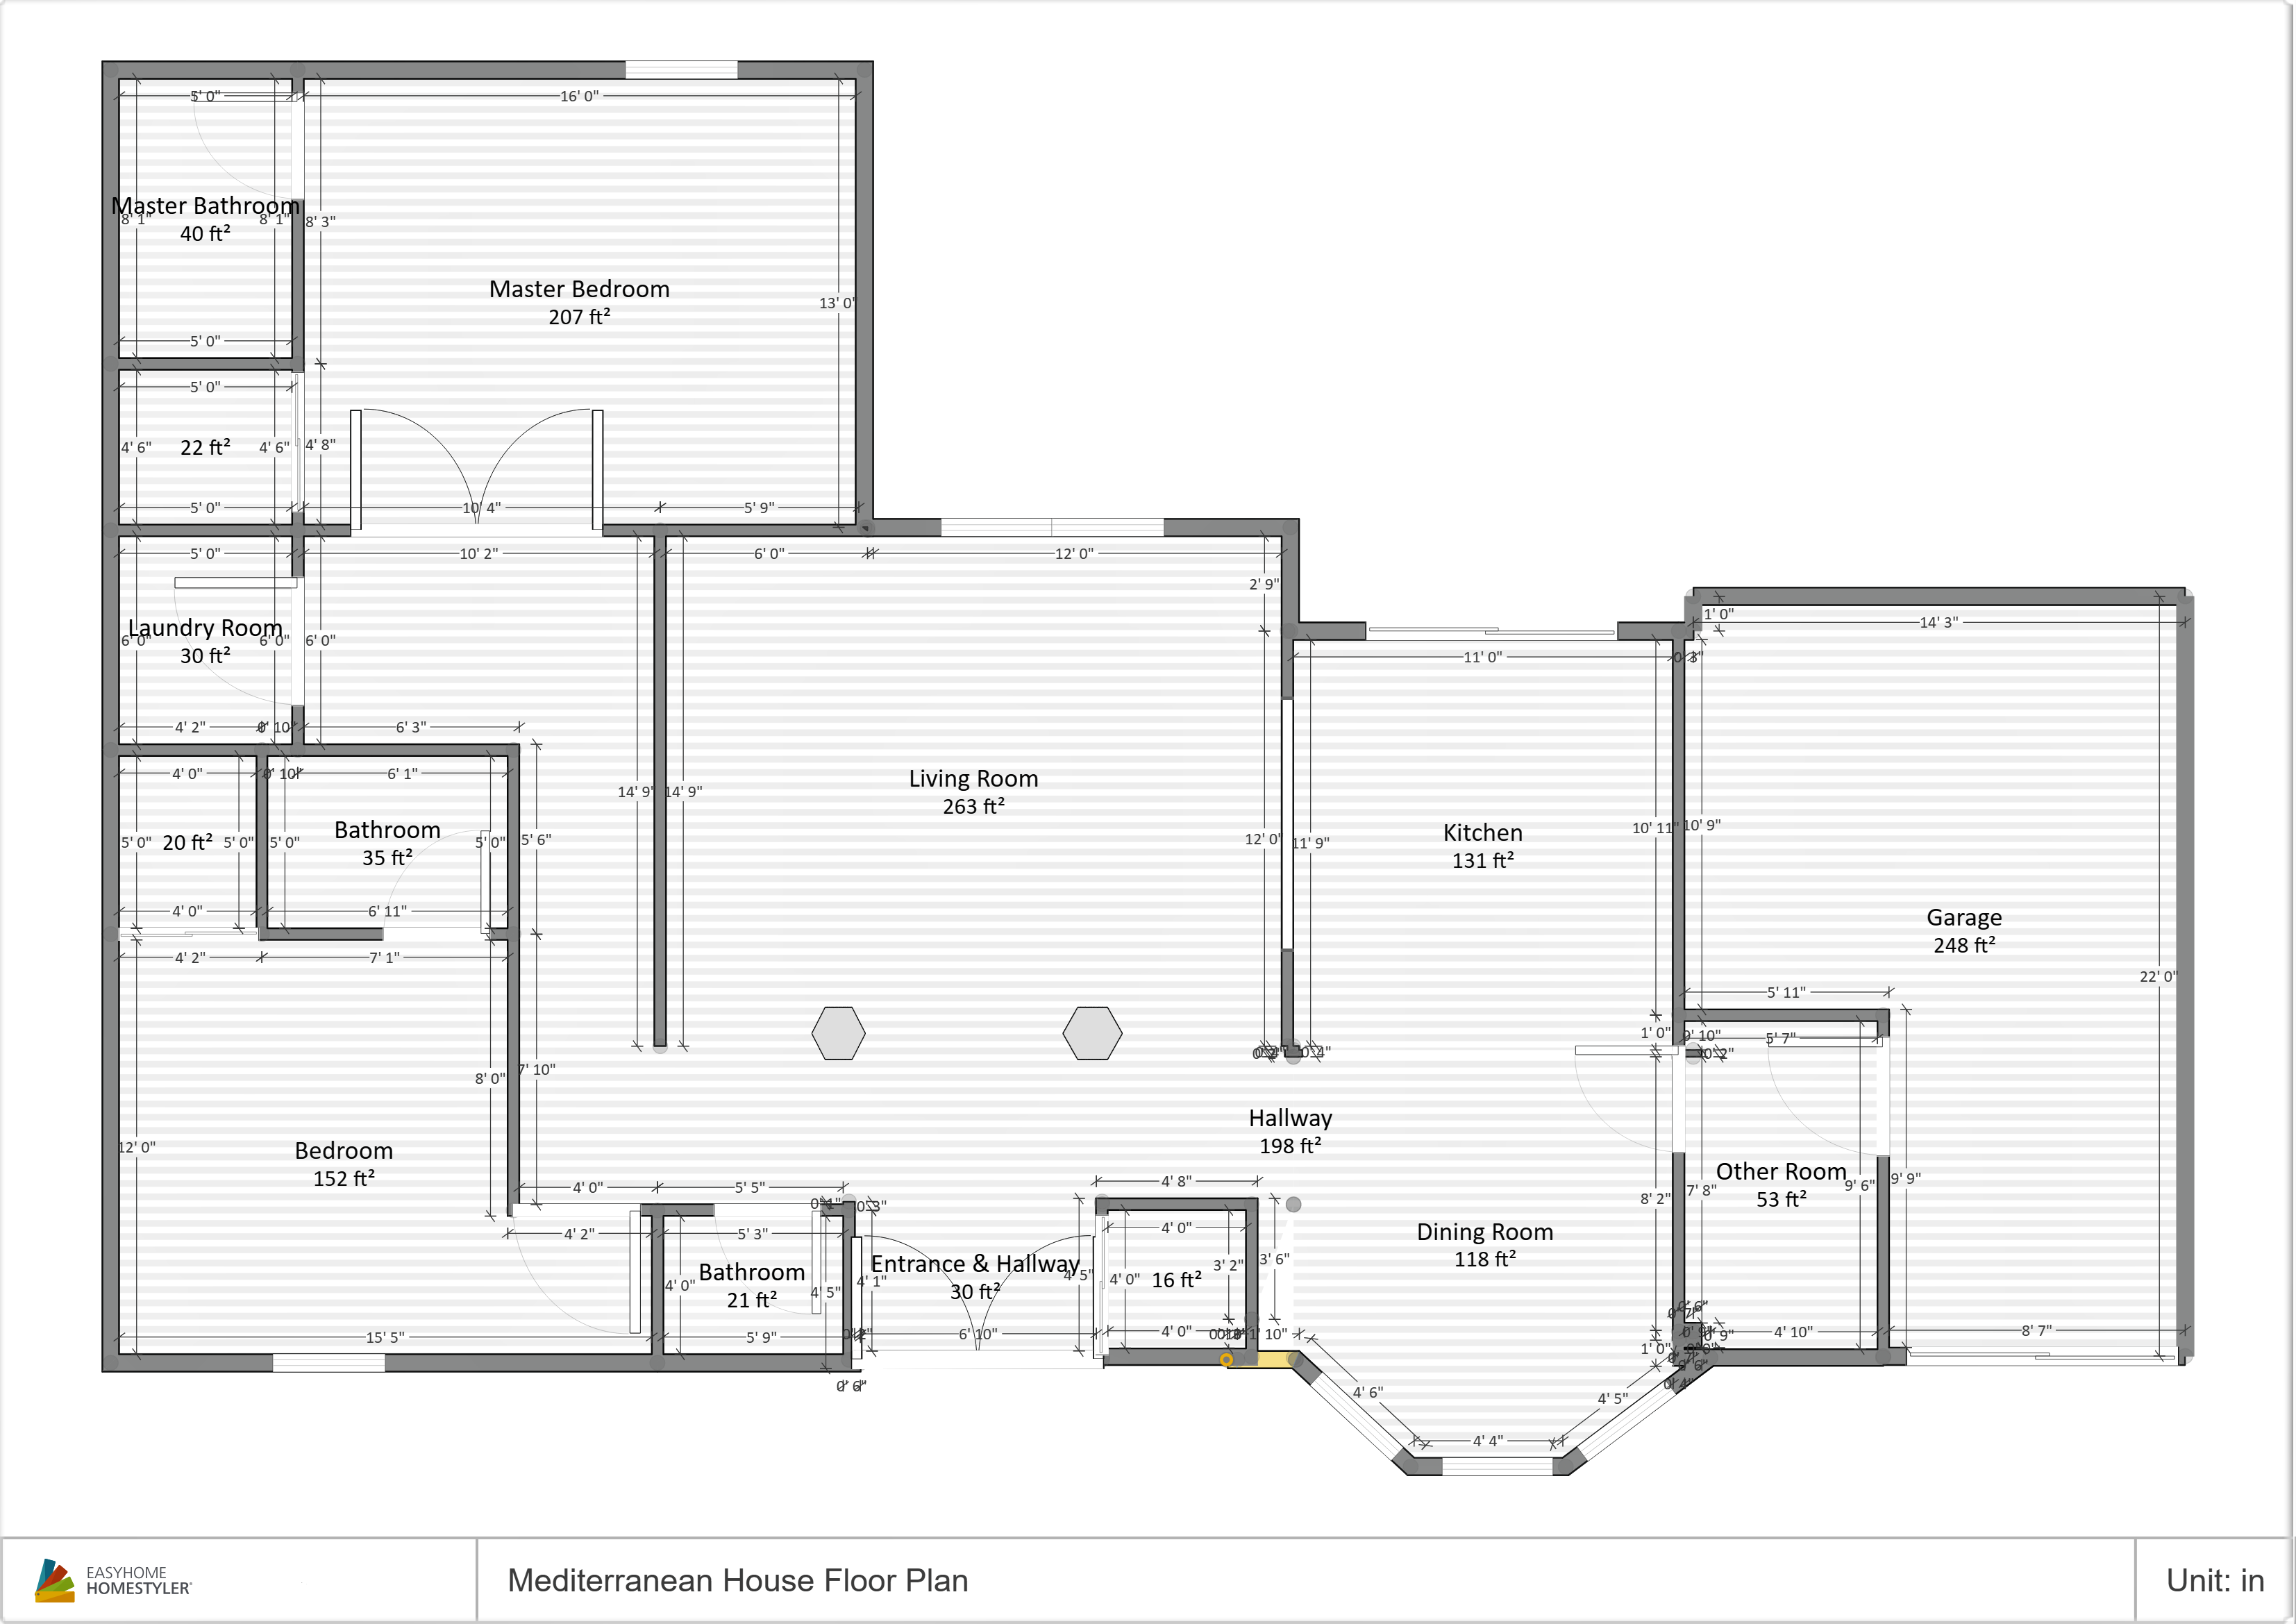 5' 0"
16' 0"
Master Bathroom
40 ft²
8' 1"
8' 1"
8' 3"
Master Bedroom
207 ft²
13' 0"
5' 0"
5' 0"
4' 6"
22 ft²
4' 6"
4' 8"
5' 0"
10' 4"
5' 9"
5' 0"
10' 2"
6' 0"
12' 0"
2' 9"
1' 0"
14' 3"
Laundry Room
30 ft²
6' 0"
6' 0"
6' 0"
11' 0"
4' 2"
6' 3"
4' 0"
6' 1"
Living Room
263 ft²
14' 9"
14' 9"
Bathroom
35 ft²
5' 0"
20 ft²
5' 0"
5' 0"
5' 0"
5' 6"
Kitchen
131 ft²
12' 0"
11' 9"
10' 11"
10' 9"
Garage
248 ft²
22' 0"
4' 0"
6' 11"
4' 2"
7' 1"
5' 11"
1' 0"
5' 7"
8' 0"
7' 10"
Hallway
198 ft²
Bedroom
152 ft²
12' 0"
Other Room
53 ft²
8' 2"
7' 8"
9' 6"
9' 9"
4' 0"
5' 5"
4' 8"
4' 2"
5' 3"
4' 0"
Dining Room
118 ft²
Bathroom
21 ft²
4' 0"
4' 5"
4' 1"
Entrance & Hallway
30 ft²
4' 5"
4' 0"
16 ft²
3' 2"
3' 6"
15' 5"
5' 9"
6' 10"
4' 0"
1' 10"
1' 0"
4' 10"
8' 7"
4' 6"
4' 5"
4' 4"
EASYHOME
HOMESTYLER
Mediterranean House Floor Plan
Unit: in